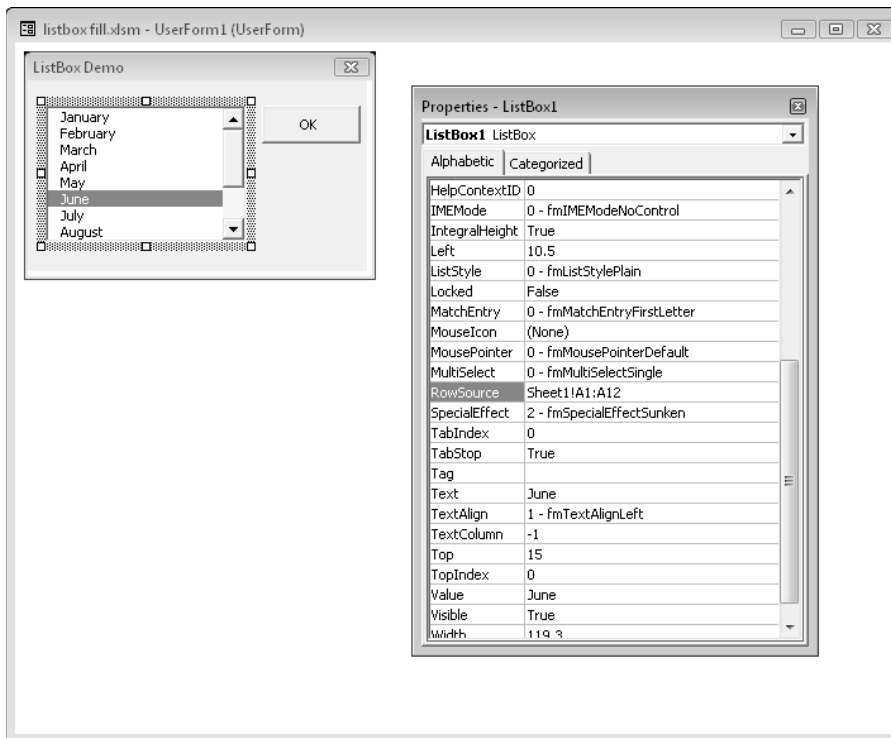 listbox fill.xlsm - UserForm1 (UserForm)
ListBox Demo
January
February
March
April
May
June
July
August
OK
Properties - ListBox1
ListBox1 ListBox
Alphabetic Categorized
HelpContextID 0
IMEMode 0 - fmIMEModeNoControl
IntegralHeight True
Left 10.5
ListStyle 0 - fmListStylePlain
Locked False
MatchEntry 0 - fmMatchEntryFirstLetter
MouseIcon (None)
MousePointer 0 - fmMousePointerDefault
MultiSelect 0 - fmMultiSelectSingle
RowSource Sheet1!A1:A12
SpecialEffect 2 - fmSpecialEffectSunken
TabIndex 0
TabStop True
Tag
Text June
TextAlign 1 - fmTextAlignLeft
TextColumn -1
Top 15
TopIndex 0
Value June
Visible True
Width 119.3